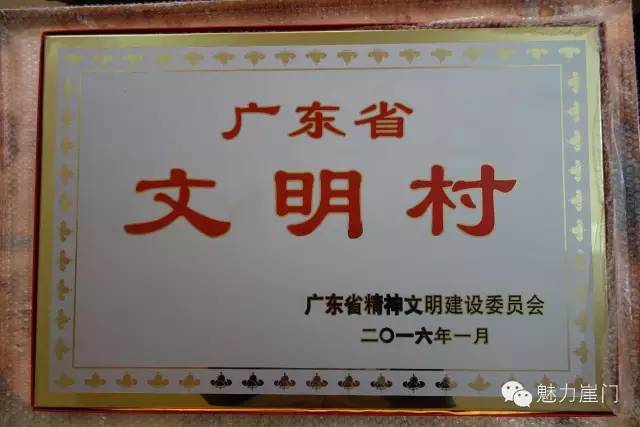 广东省
文明村
广东省精神文明建设委员会
二〇一六年一月
魅力崖门